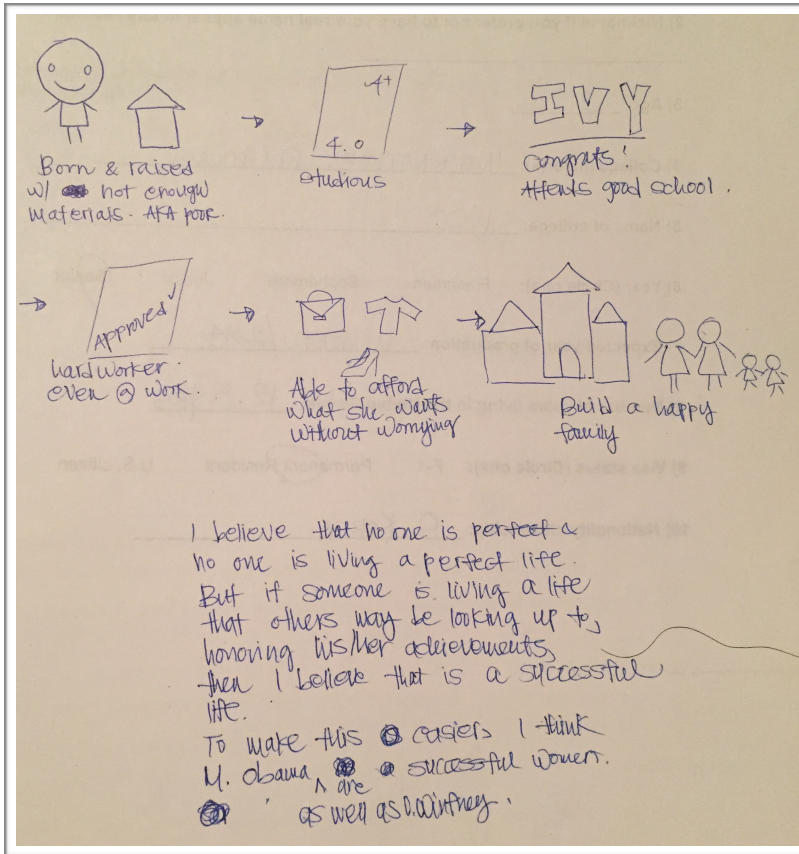 A+
4.0
IVY
Born & raised
w/ not enough
materials. AKA poor.
studious
Congrats!
Attends good school.
Approved ✓
hardworker
even @ work.
Able to afford
what she wants
without worrying
Build a happy
family
I believe that no one is perfect &
no one is living a perfect life.
But if someone is living a life
that others may be looking up to,
honoring his/her achievements,
then I believe that is a successful
life.
To make this easier, I think
M. Obama are successful women.
as well as O. Winfrey.